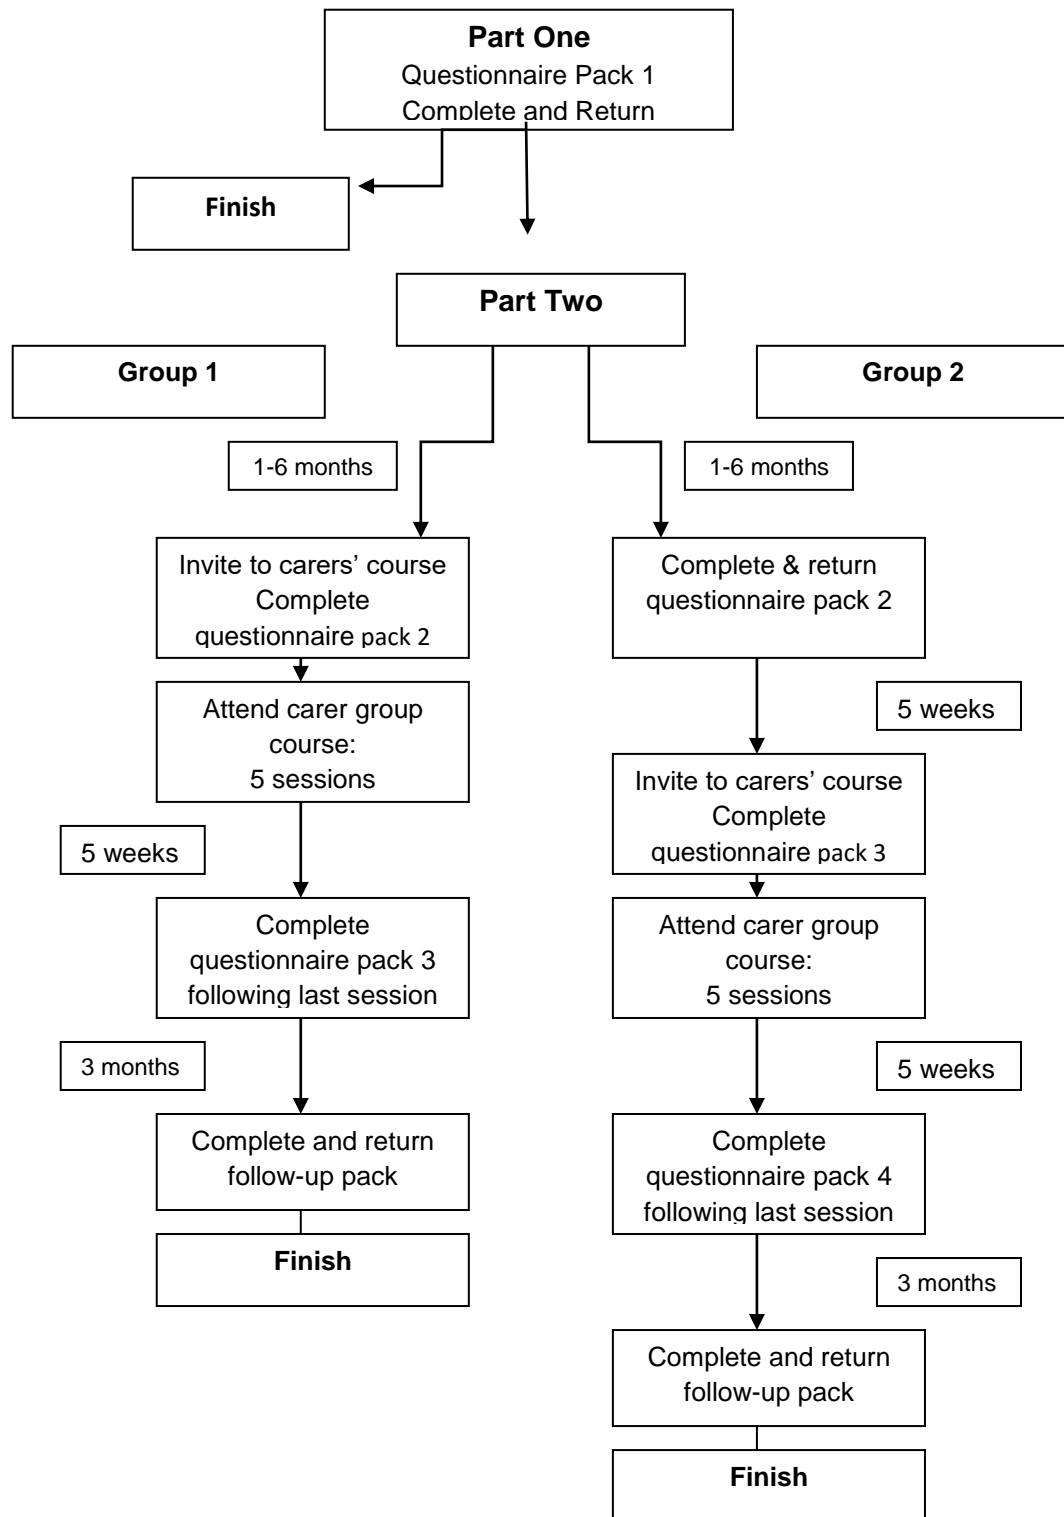 Part One
Questionnaire Pack 1
Complete and Return
Finish
Part Two
Group 1
Group 2
1-6 months
1-6 months
Invite to carers’ course
Complete
questionnaire pack 2
Complete & return
questionnaire pack 2
Attend carer group
course:
5 sessions
5 weeks
Invite to carers’ course
Complete
questionnaire pack 3
5 weeks
Complete
questionnaire pack 3
following last session
Attend carer group
course:
5 sessions
3 months
5 weeks
Complete and return
follow-up pack
Complete
questionnaire pack 4
following last session
Finish
3 months
Complete and return
follow-up pack
Finish